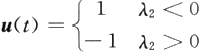 u(t) = { 1 λ₂ < 0
−1 λ₂ > 0